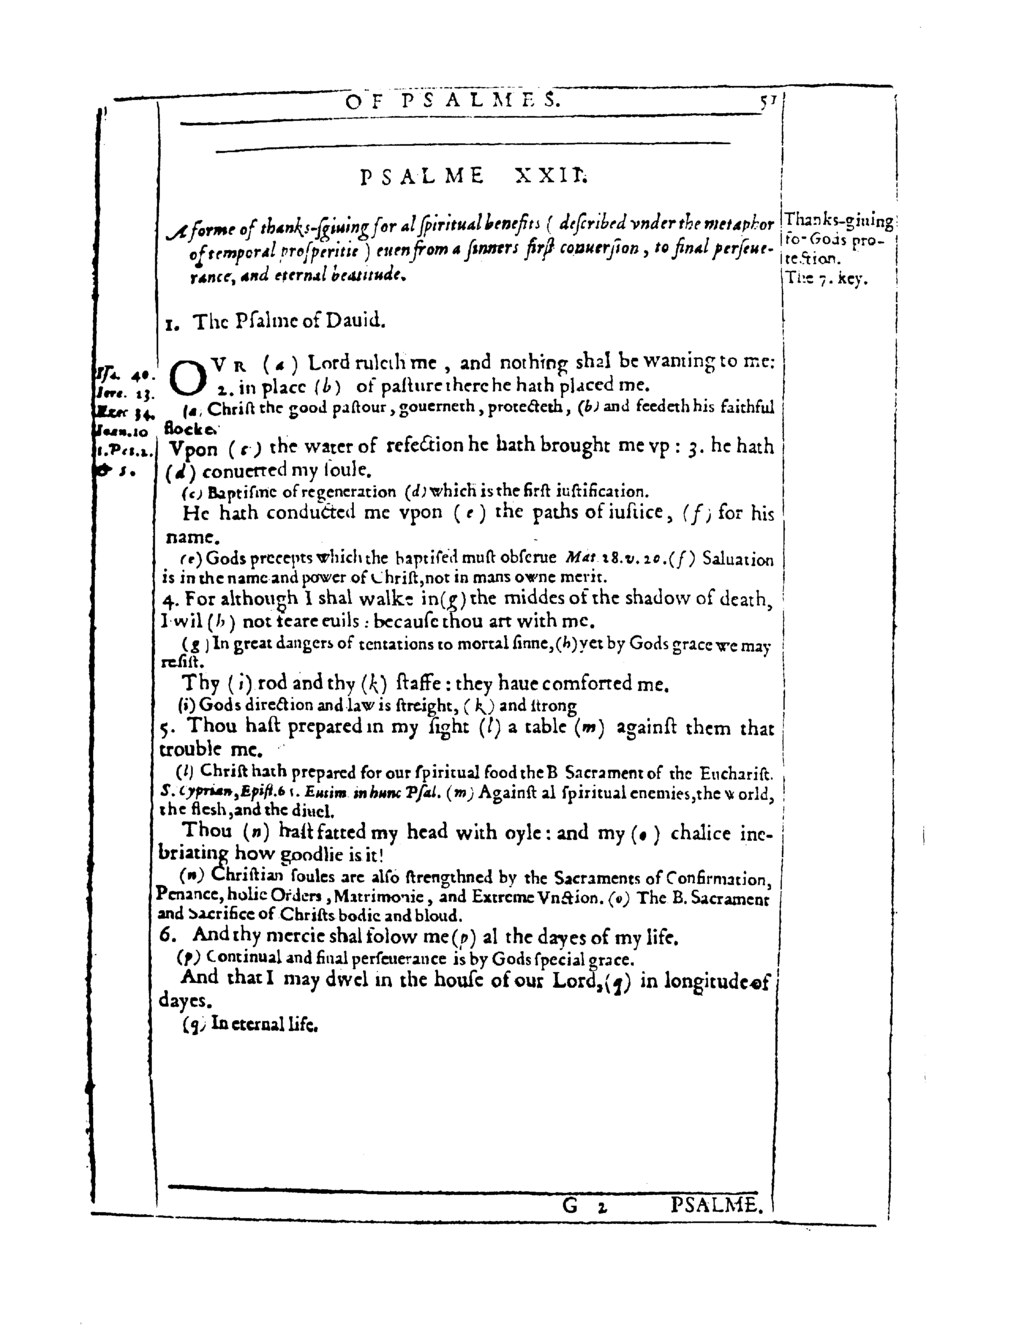 OF PSALMES.
51
PSALME XXII.
A forme of thanks-ſgiuing for al ſpiritual benefits ( deſcribed vnder the metaphor
of temporal proſperitie ) euen from a ſinners firſt conuerſion , to final perſeue-
rance, and eternal beatitude.
Thanks-giuing
fo- Gods pro-
tection.
The 7. key.
1. The Pſalme of Dauid.
OVR (a) Lord ruleth me , and nothing shal be wanting to me:
2. in place (b) of paſture there he hath placed me.
(a) Chriſt the good paſtour , gouerneth , protecteth, (b) and feedeth his faithful
flocke.
Iſa. 40.
Iere. 23.
Ezec 34.
Ioan. 10
1. Pet. 2.
& 5.
Vpon (c) the water of refection he hath brought me vp : 3. he hath
(d) conuerted my ſoule.
(c) Baptiſme of regeneration (d) which is the firſt iuſtification.
He hath conducted me vpon (e) the paths of iuſtice, (f) for his
name.
(e) Gods precepts which the baptiſed muſt obſerue Mat. 28. v. 20. (f) Saluation
is in the name and power of Chriſt, not in mans owne merit.
4. For although I shal walke in (g) the middes of the shadow of death,
I wil (h) not feare euils : becauſe thou art with me.
(g) In great dangers of tentations to mortal ſinne, (h) yet by Gods grace we may
reſiſt.
Thy (i) rod and thy (k) ſtaffe : they haue comforted me.
(i) Gods direction and law is ſtreight, (k) and ſtrong
5. Thou haſt prepared in my ſight (l) a table (m) againſt them that
trouble me.
(l) Chriſt hath prepared for our ſpiritual food the B Sacrament of the Euchariſt.
S. Cyprian, Epiſt. 61. Eutim in hunc Pſal. (m) Againſt al ſpiritual enemies, the world,
the flesh, and the diuel.
Thou (n) haſt fatted my head with oyle : and my (o) chalice ine-
briating how goodlie is it!
(n) Chriſtian ſoules are alſo ſtrengthned by the Sacraments of Confirmation,
Penance, holie Orders , Matrimonie , and Extreme Vnction. (o) The B. Sacrament
and Sacrifice of Chriſts bodie and bloud.
6. And thy mercie shal folow me (p) al the dayes of my life.
(p) Continual and final perſeuerance is by Gods ſpecial grace.
And that I may dwel in the houſe of our Lord, (q) in longitude of
dayes.
(q) In eternal life.
G 2 PSALME.